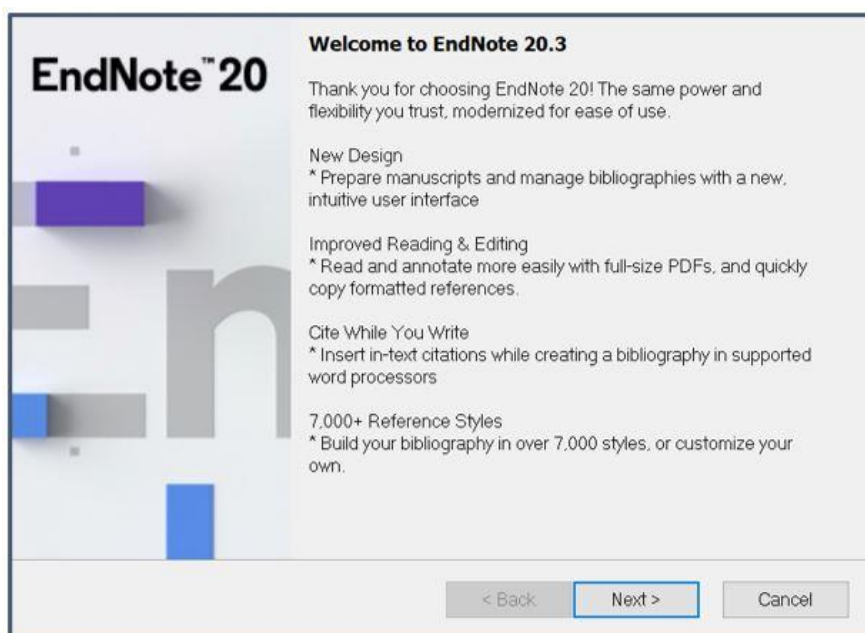 EndNote™20
Welcome to EndNote 20.3
Thank you for choosing EndNote 20! The same power and
flexibility you trust, modernized for ease of use.
New Design
* Prepare manuscripts and manage bibliographies with a new,
intuitive user interface
Improved Reading & Editing
* Read and annotate more easily with full-size PDFs, and quickly
copy formatted references.
Cite While You Write
* Insert in-text citations while creating a bibliography in supported
word processors
7,000+ Reference Styles
* Build your bibliography in over 7,000 styles, or customize your
own.
< Back
Next >
Cancel